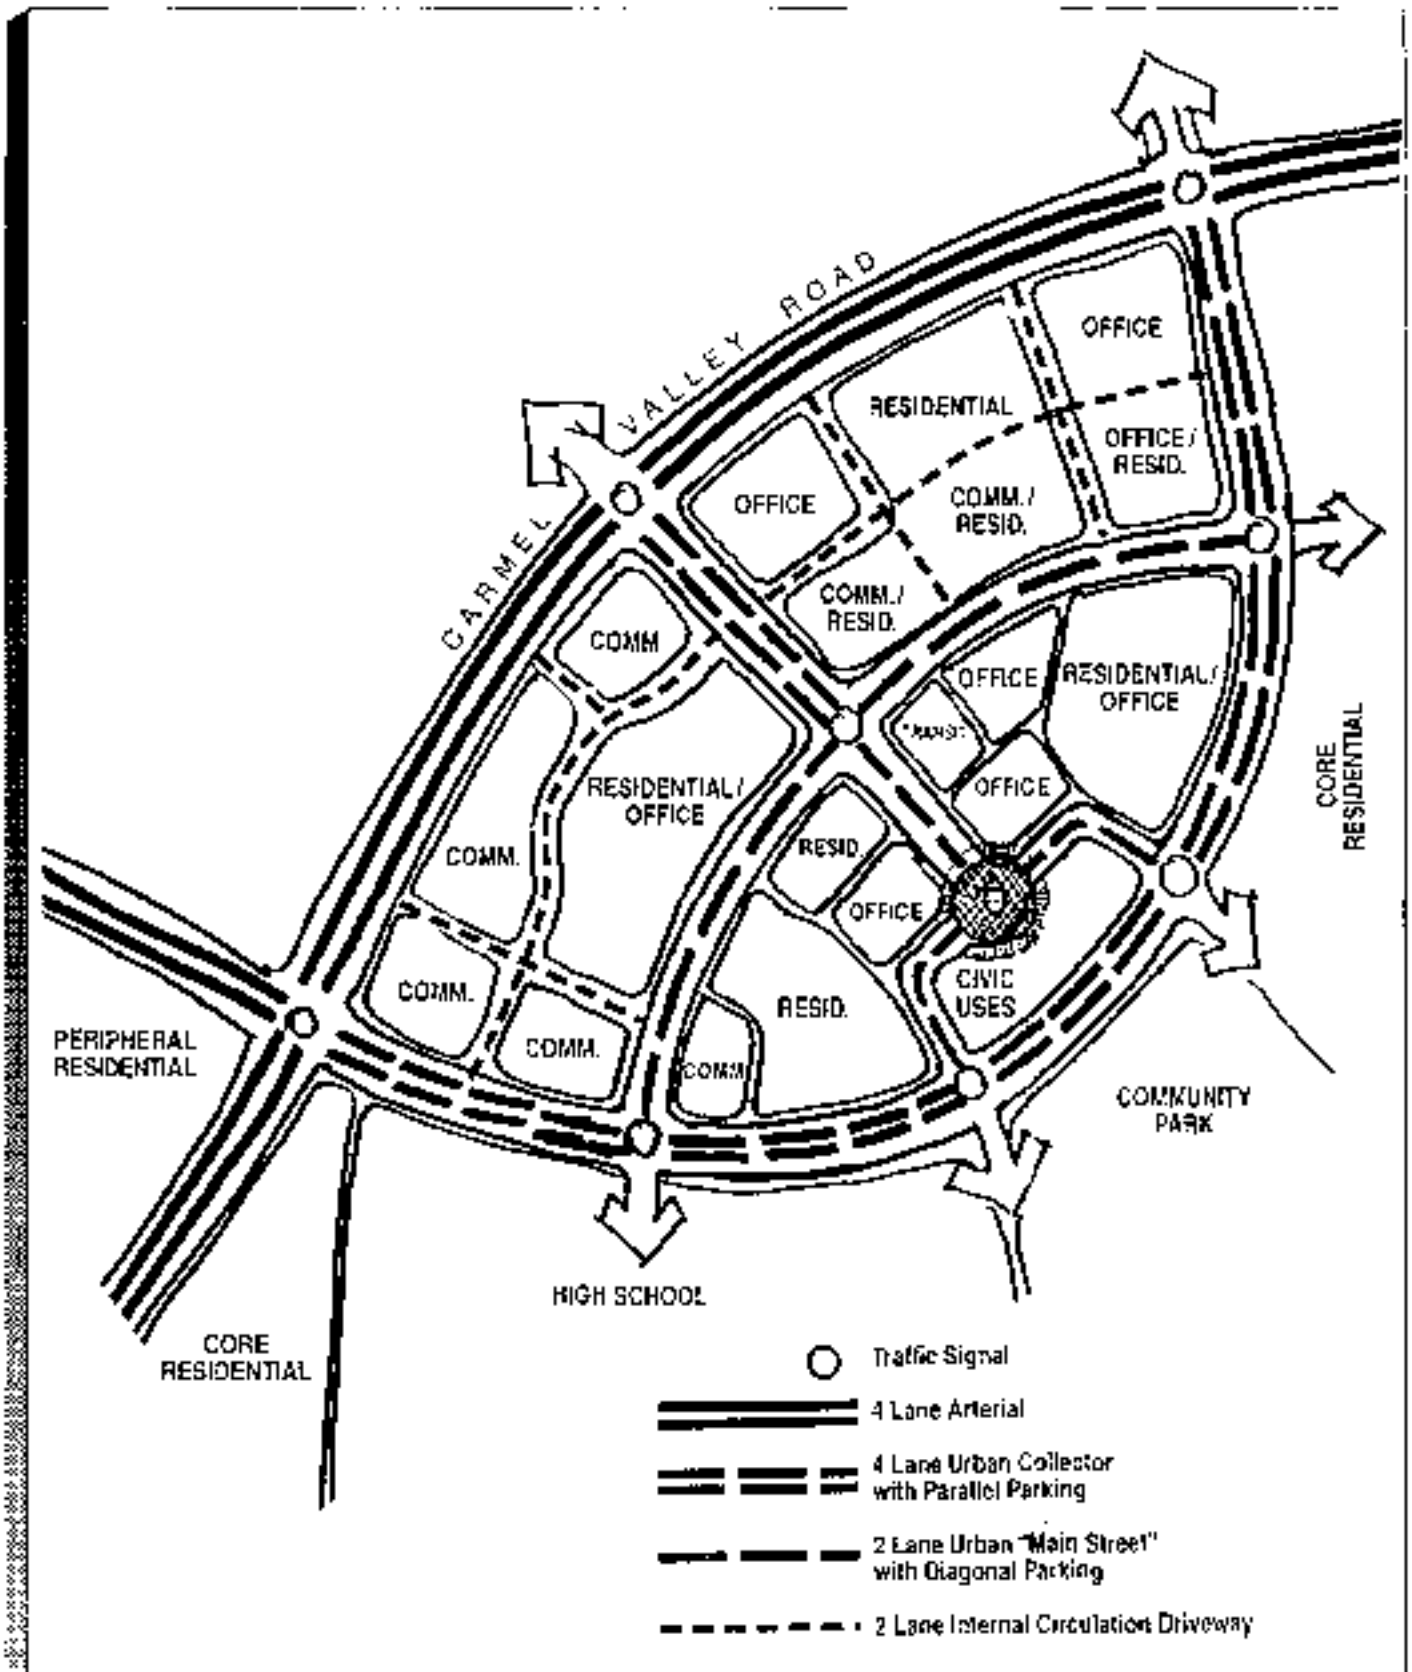 CARMEL VALLEY ROAD
OFFICE
RESIDENTIAL
OFFICE /
RESID.
OFFICE
COMM. /
RESID.
COMM. /
RESID.
COMM
OFFICE
RESIDENTIAL /
OFFICE
TRANSIT
RESIDENTIAL /
OFFICE
OFFICE
CORE
RESIDENTIAL
COMM.
RESID.
OFFICE
COMM.
CIVIC
USES
RESID.
COMM.
COMM
PERIPHERAL
RESIDENTIAL
COMMUNITY
PARK
HIGH SCHOOL
CORE
RESIDENTIAL
Traffic Signal
4 Lane Arterial
4 Lane Urban Collector
with Parallel Parking
2 Lane Urban "Main Street"
with Diagonal Parking
2 Lane Internal Circulation Driveway